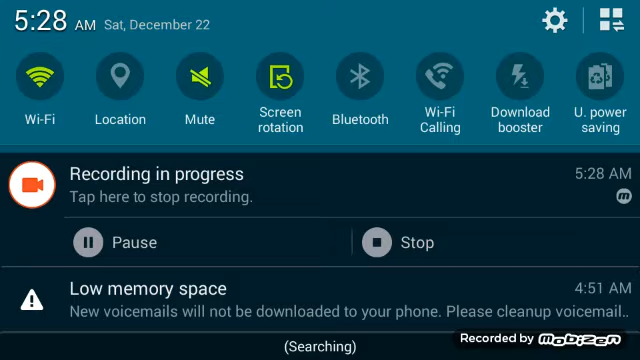 5:28 AM Sat, December 22
Wi-Fi
Location
Mute
Screen
rotation
Bluetooth
Wi-Fi
Calling
Download
booster
U. power
saving
Recording in progress 5:28 AM
Tap here to stop recording.
Pause Stop
Low memory space 4:51 AM
New voicemails will not be downloaded to your phone. Please cleanup voicemail..
Recorded by mobizen
(Searching)